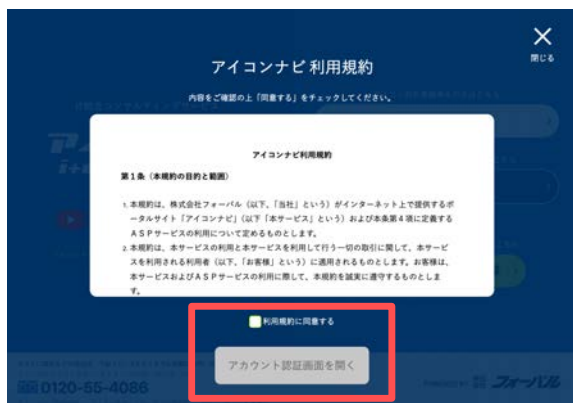 閉じる
アイコンナビ 利用規約
内容をご確認の上「同意する」をチェックしてください。
アイコンナビ利用規約
第1条（本規約の目的と範囲）
1. 本規約は、株式会社フォーバル（以下、「当社」という）がインターネット上で提供するポ
ータルサイト「アイコンナビ」（以下「本サービス」という）および本条第４項に定義する
ＡＳＰサービスの利用について定めるものとします。
2. 本規約は、本サービスの利用と本サービスを利用して行う一切の取引に関して、本サービ
スを利用される利用者（以下、「お客様」という）に適用されるものとします。お客様は、
本サービスおよびＡＳＰサービスの利用に際して、本規約を誠実に遵守するものとしま
す。
利用規約に同意する
アカウント認証画面を開く
0120-55-4086
フォーバル